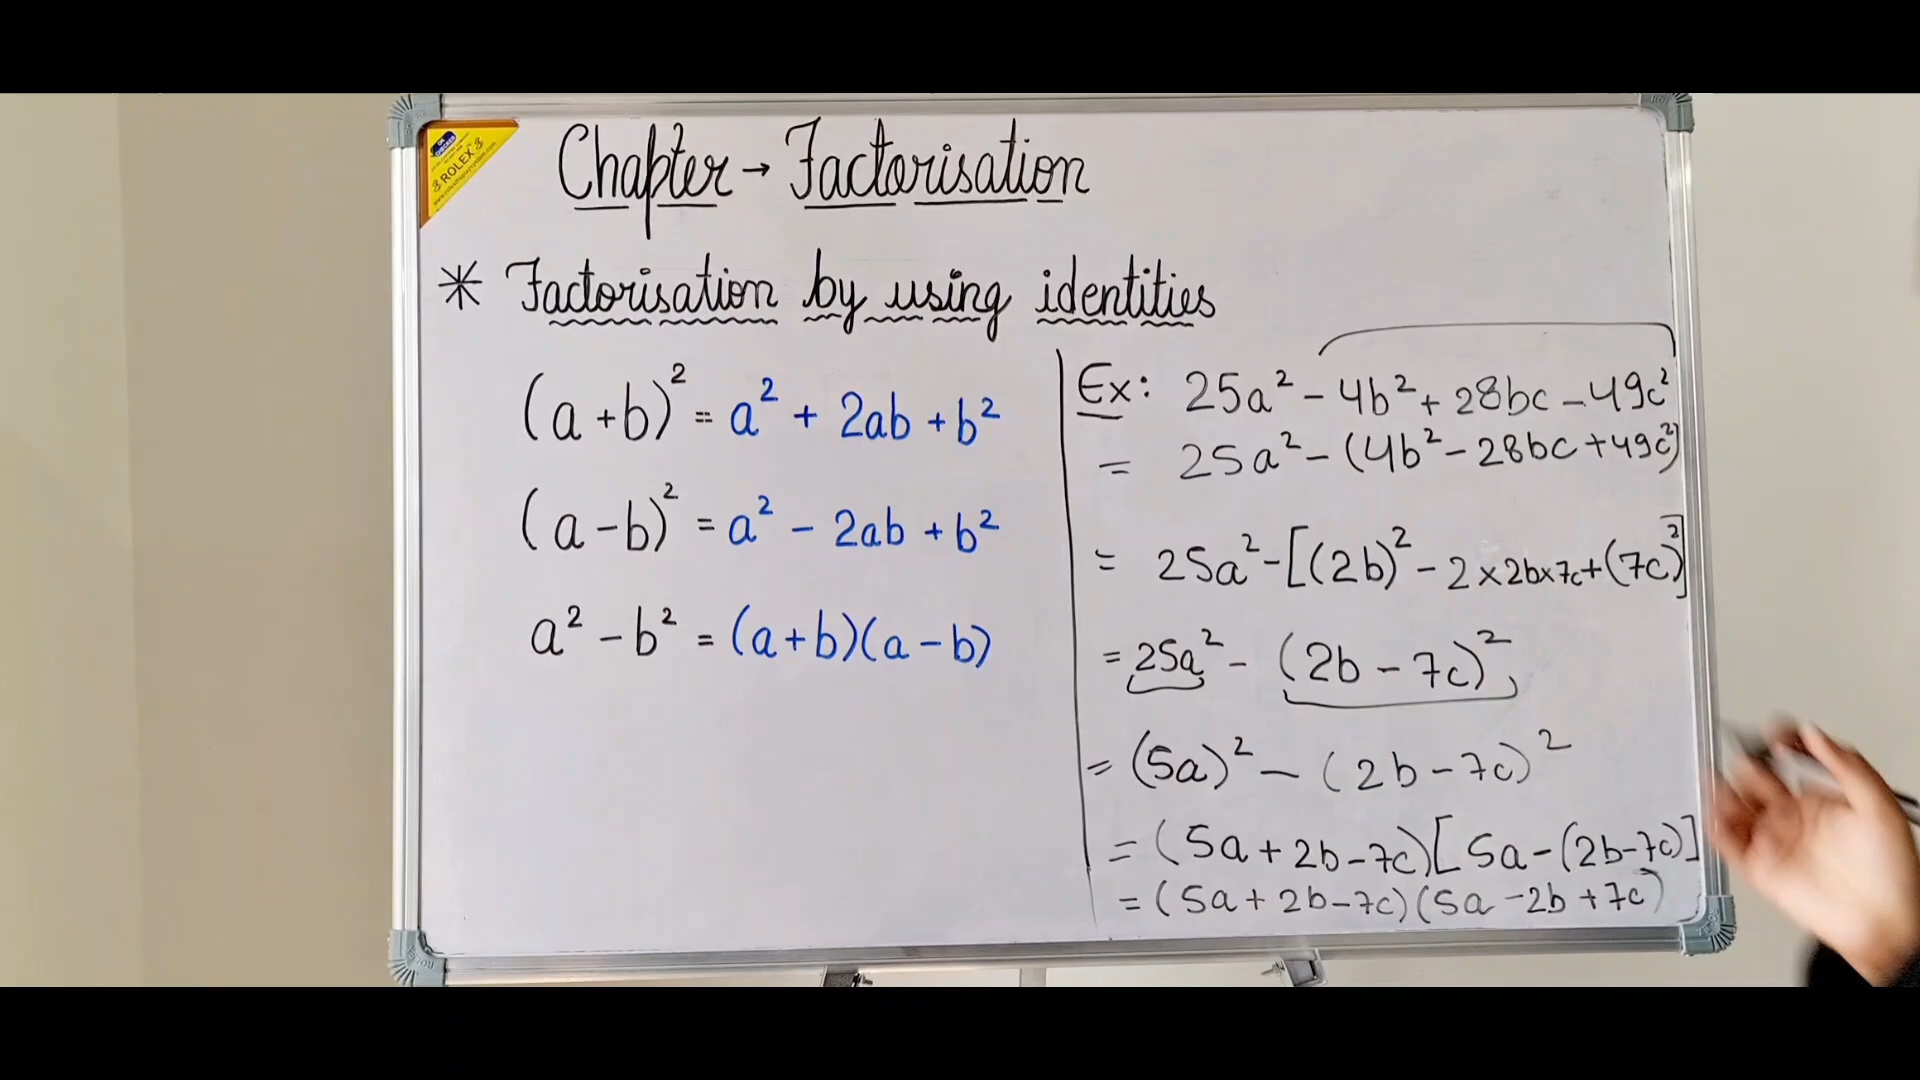 Chapter → Factorisation
* Factorisation by using identities
(a+b)² = a² + 2ab + b²
(a-b)² = a² - 2ab + b²
a² - b² = (a+b)(a-b)
Ex: 25a² - 4b² + 28bc - 49c²
= 25a² - (4b² - 28bc + 49c²)
= 25a² - [(2b)² - 2×2b×7c + (7c)²]
= 25a² - (2b - 7c)²
= (5a)² - (2b - 7c)²
= (5a + 2b - 7c)[5a - (2b - 7c)]
= (5a + 2b - 7c)(5a - 2b + 7c)
ROLEX